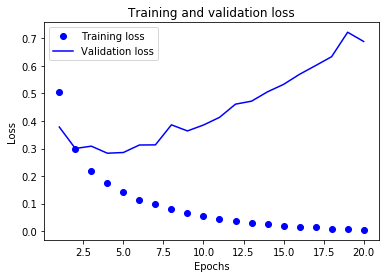 Training and validation loss
Training loss
Validation loss
Loss
0.7
0.6
0.5
0.4
0.3
0.2
0.1
0.0
2.5 5.0 7.5 10.0 12.5 15.0 17.5 20.0
Epochs